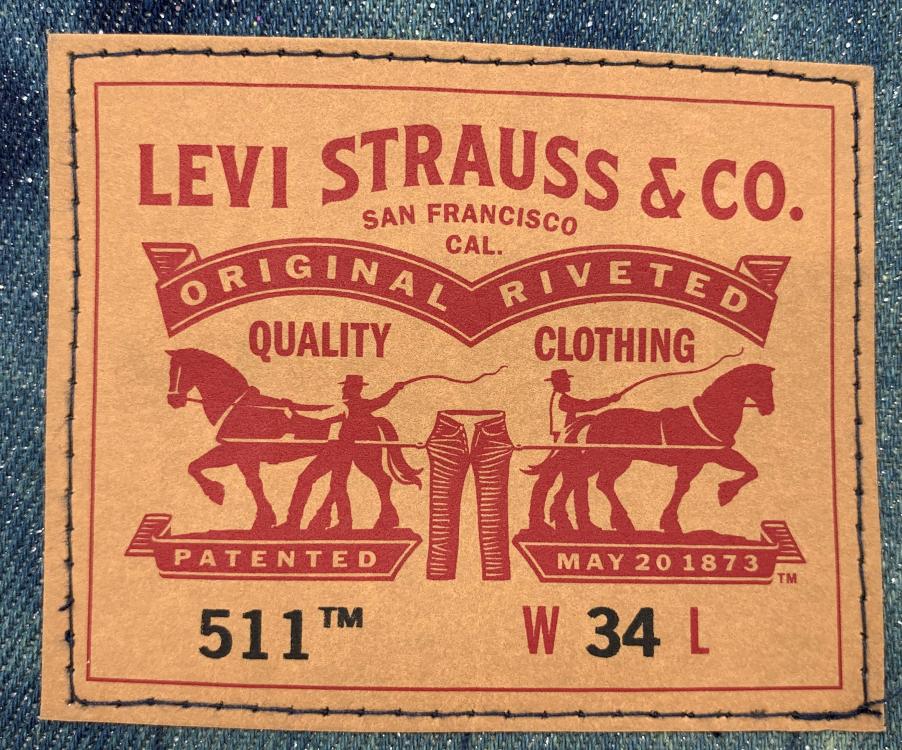 LEVI STRAUSS & CO.
SAN FRANCISCO
CAL.
ORIGINAL RIVETED
QUALITY CLOTHING
PATENTED MAY 20 1873 TM
511™ W 34 L